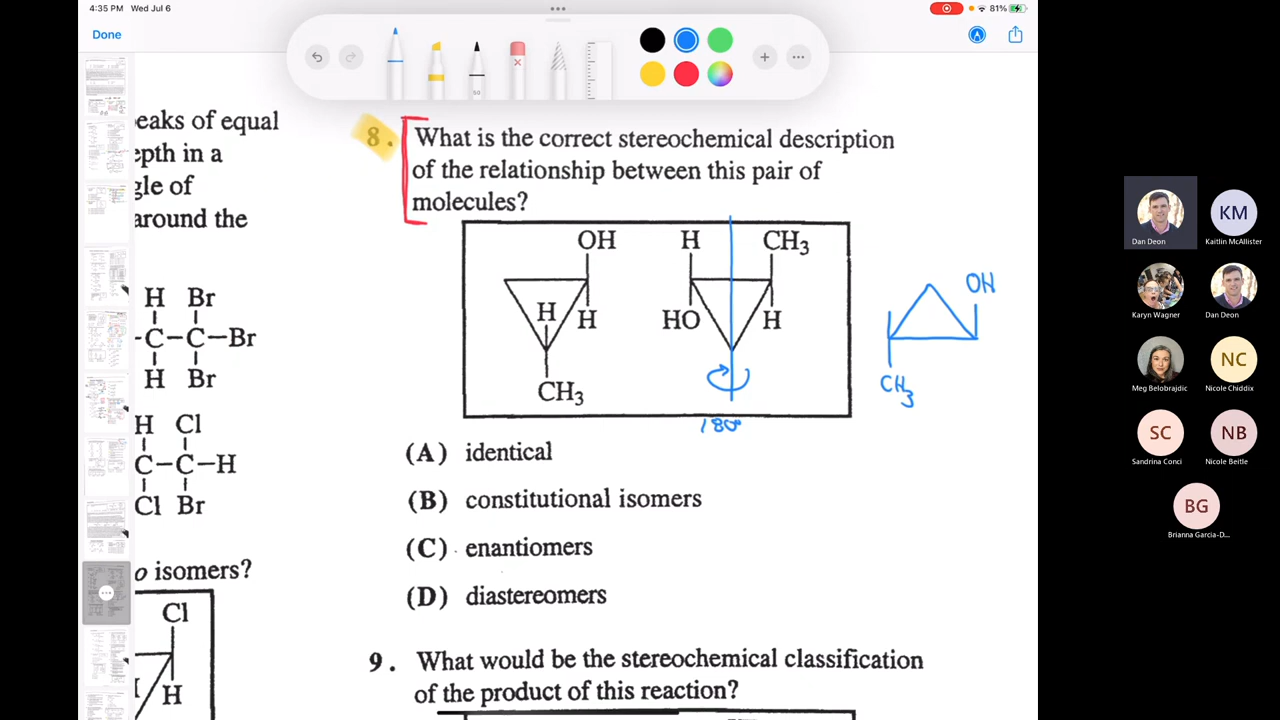 4:35 PM Wed Jul 6
81%
Done
50
eaks of equal
epth in a
gle of
around the
H Br
-C-C-Br
H Br
H Cl
C-C-H
Cl Br
o isomers?
Cl
H
8. What is the correct stereochemical description
of the relationship between this pair of
molecules?
OH
H
H
CH₃
H CH₃
HO H
180°
OH
CH₃
(A) identical
(B) constitutional isomers
(C) enantiomers
(D) diastereomers
9. What would be the stereochemical classification
of the product of this reaction?
Dan Deon
KM
Kaitlin McAllister
Karyn Wagner
Dan Deon
Meg Belobrajdic
NC
Nicole Chiddix
SC
Sandrina Conci
NB
Nicole Beitle
BG
Brianna Garcia-D...